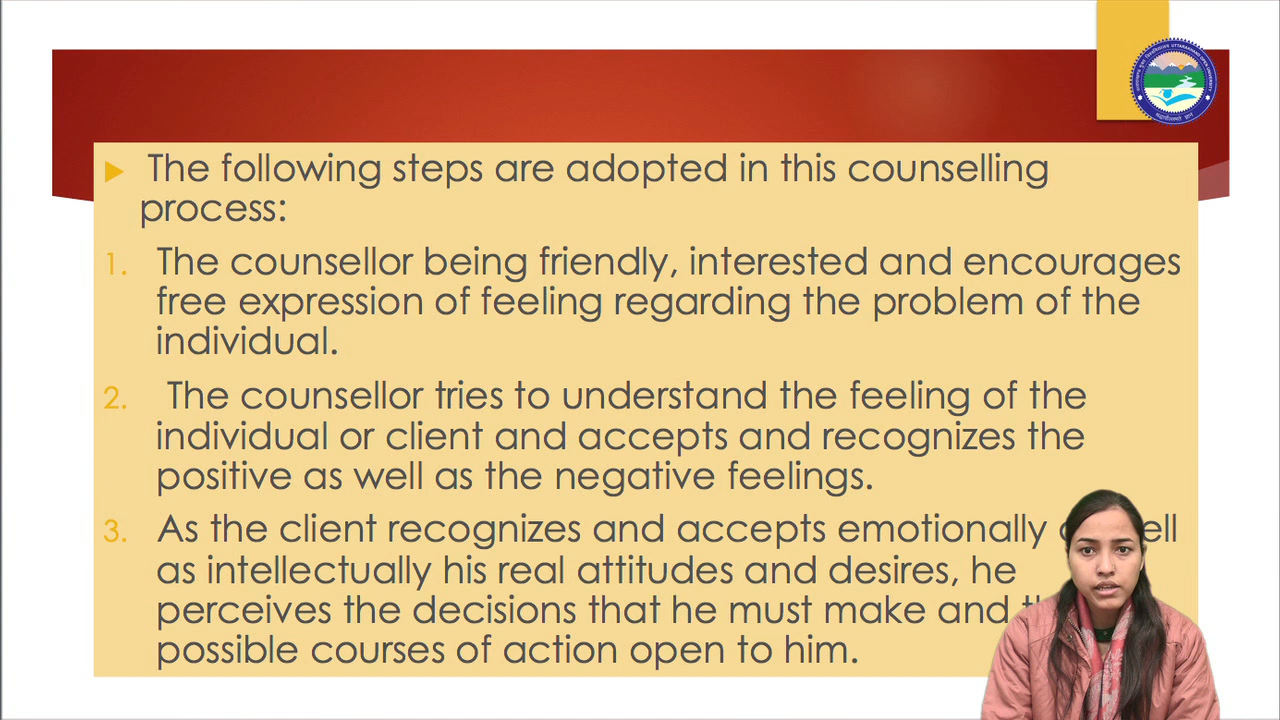 The following steps are adopted in this counselling
process:
1. The counsellor being friendly, interested and encourages
free expression of feeling regarding the problem of the
individual.
2. The counsellor tries to understand the feeling of the
individual or client and accepts and recognizes the
positive as well as the negative feelings.
3. As the client recognizes and accepts emotionally
as intellectually his real attitudes and desires, he
perceives the decisions that he must make and
possible courses of action open to him.